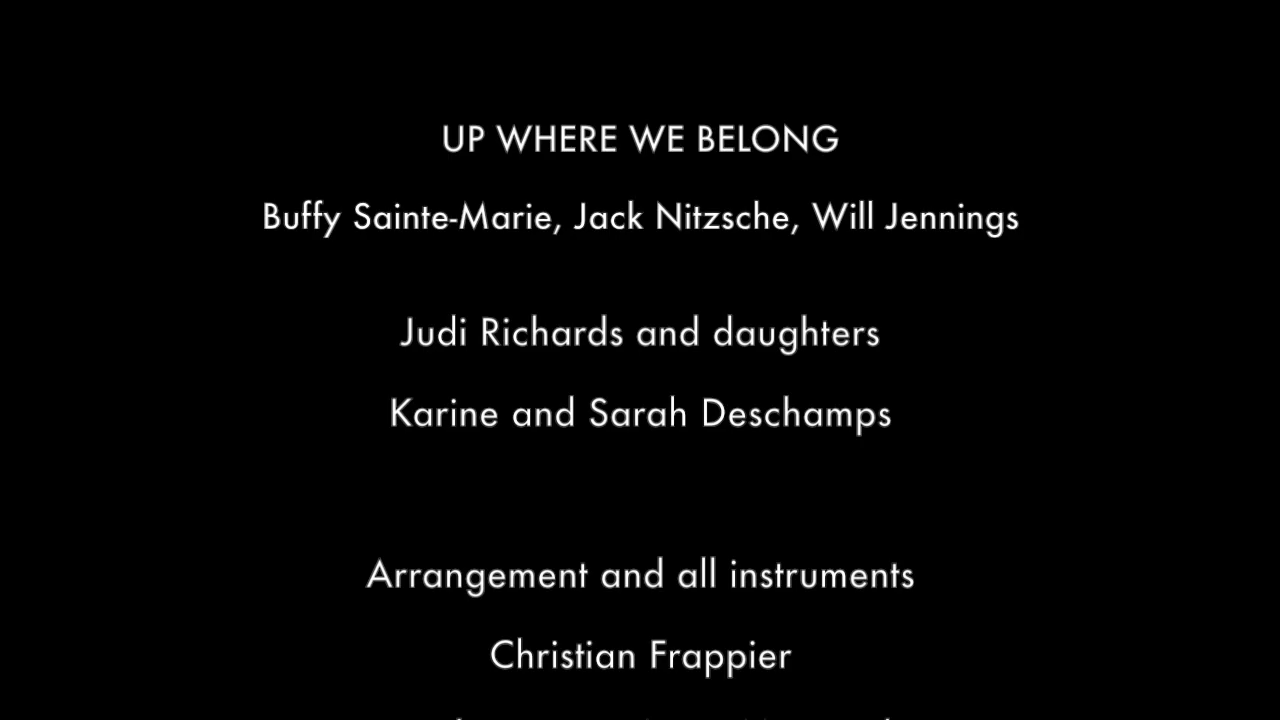 UP WHERE WE BELONG
Buffy Sainte-Marie, Jack Nitzsche, Will Jennings
Judi Richards and daughters
Karine and Sarah Deschamps
Arrangement and all instruments
Christian Frappier